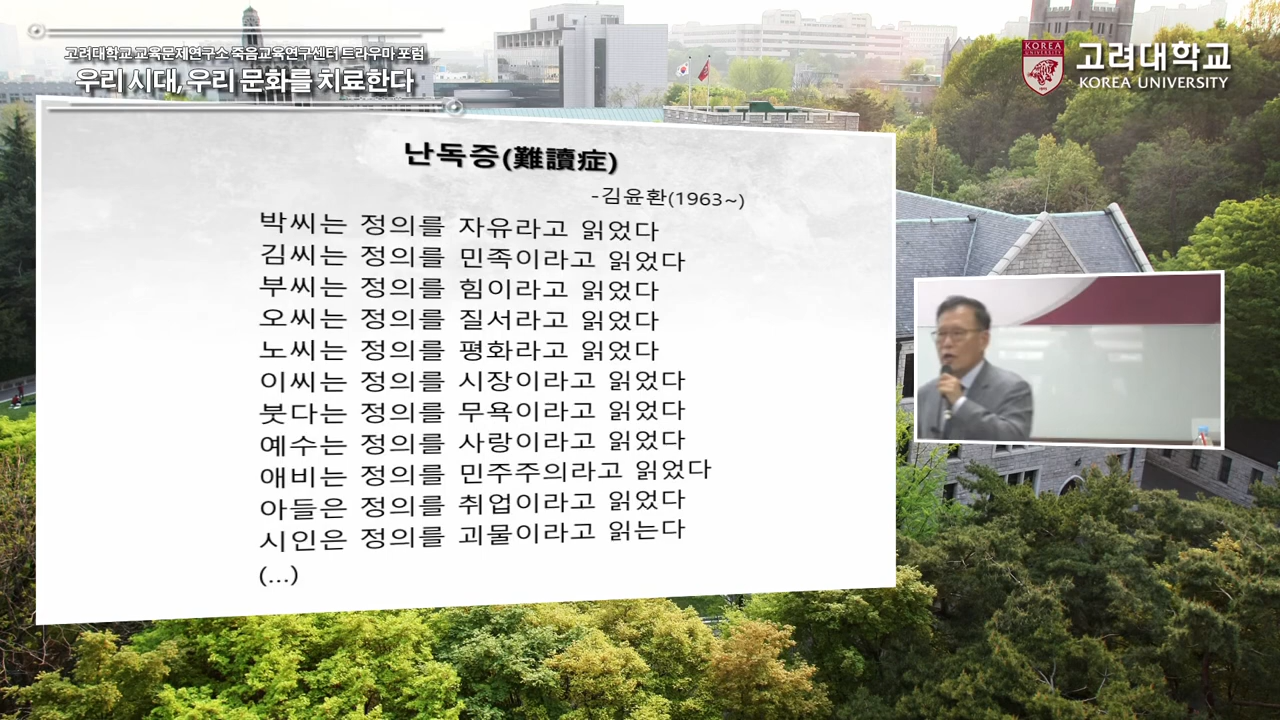 고려대학교 교육문제연구소 죽음교육연구센터 트라우마 포럼
우리 시대, 우리 문화를 치료한다
KOREA
고려대학교
KOREA UNIVERSITY
난독증(難讀症)
-김윤환(1963~)
박씨는 정의를 자유라고 읽었다
김씨는 정의를 민족이라고 읽었다
부씨는 정의를 힘이라고 읽었다
오씨는 정의를 질서라고 읽었다
노씨는 정의를 평화라고 읽었다
이씨는 정의를 시장이라고 읽었다
붓다는 정의를 무욕이라고 읽었다
예수는 정의를 사랑이라고 읽었다
애비는 정의를 민주주의라고 읽었다
아들은 정의를 취업이라고 읽었다
시인은 정의를 괴물이라고 읽는다
(...)